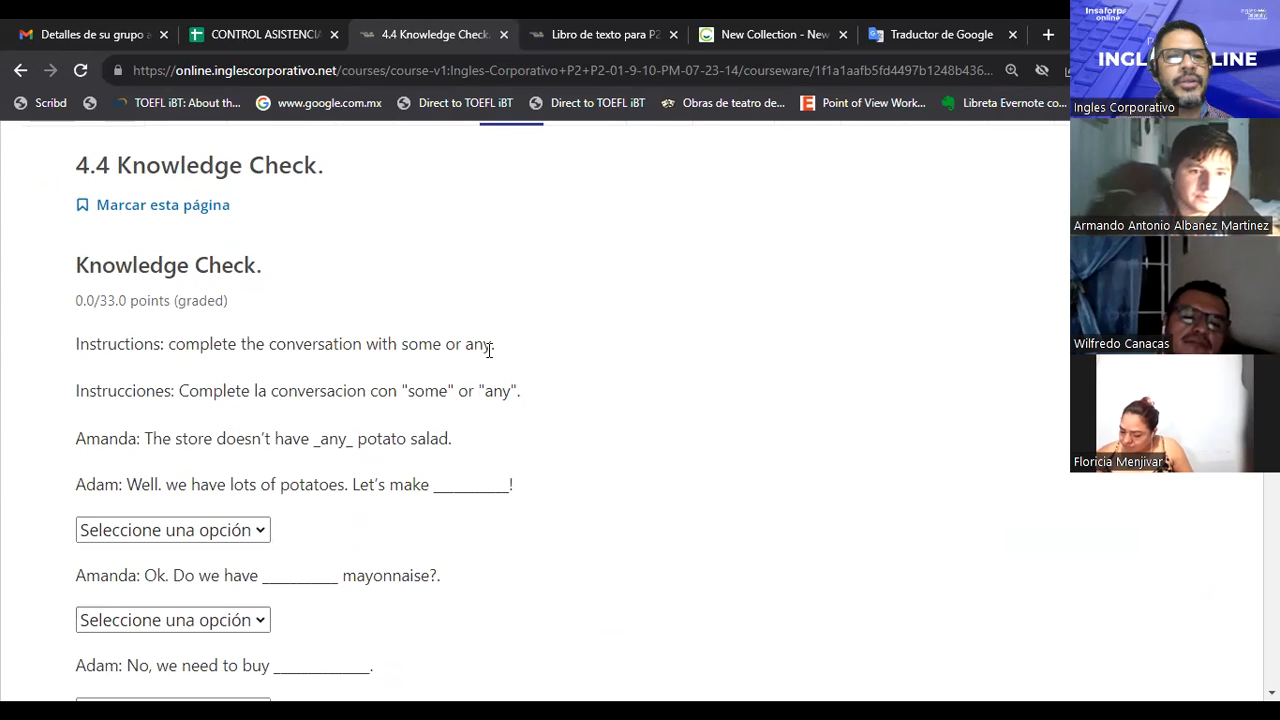 Detalles de su grupo a
CONTROL ASISTENCIA
4.4 Knowledge Check.
Libro de texto para P2
New Collection - New
Traductor de Google
https://online.inglescorporativo.net/courses/course-v1:Ingles-Corporativo+P2+P2-01-9-10-PM-07-23-14/courseware/1f1a1aafb5fd4497b1248b436...
Scribd
TOEFL iBT: About th...
www.google.com.mx
Direct to TOEFL iBT
Direct to TOEFL iBT
Obras de teatro de...
Point of View Work...
Libreta Evernote co...
4.4 Knowledge Check.
Marcar esta página
Knowledge Check.
0.0/33.0 points (graded)
Instructions: complete the conversation with some or any.
Instrucciones: Complete la conversacion con "some" or "any".
Amanda: The store doesn't have _any_ potato salad.
Adam: Well. we have lots of potatoes. Let's make __________!
Seleccione una opción
Amanda: Ok. Do we have __________ mayonnaise?.
Seleccione una opción
Adam: No, we need to buy _____________.
Insaforp
online
INGL
ONLINE
Ingles Corporativo
Armando Antonio Albanez Martinez
Wilfredo Canacas
Floricia Menjivar